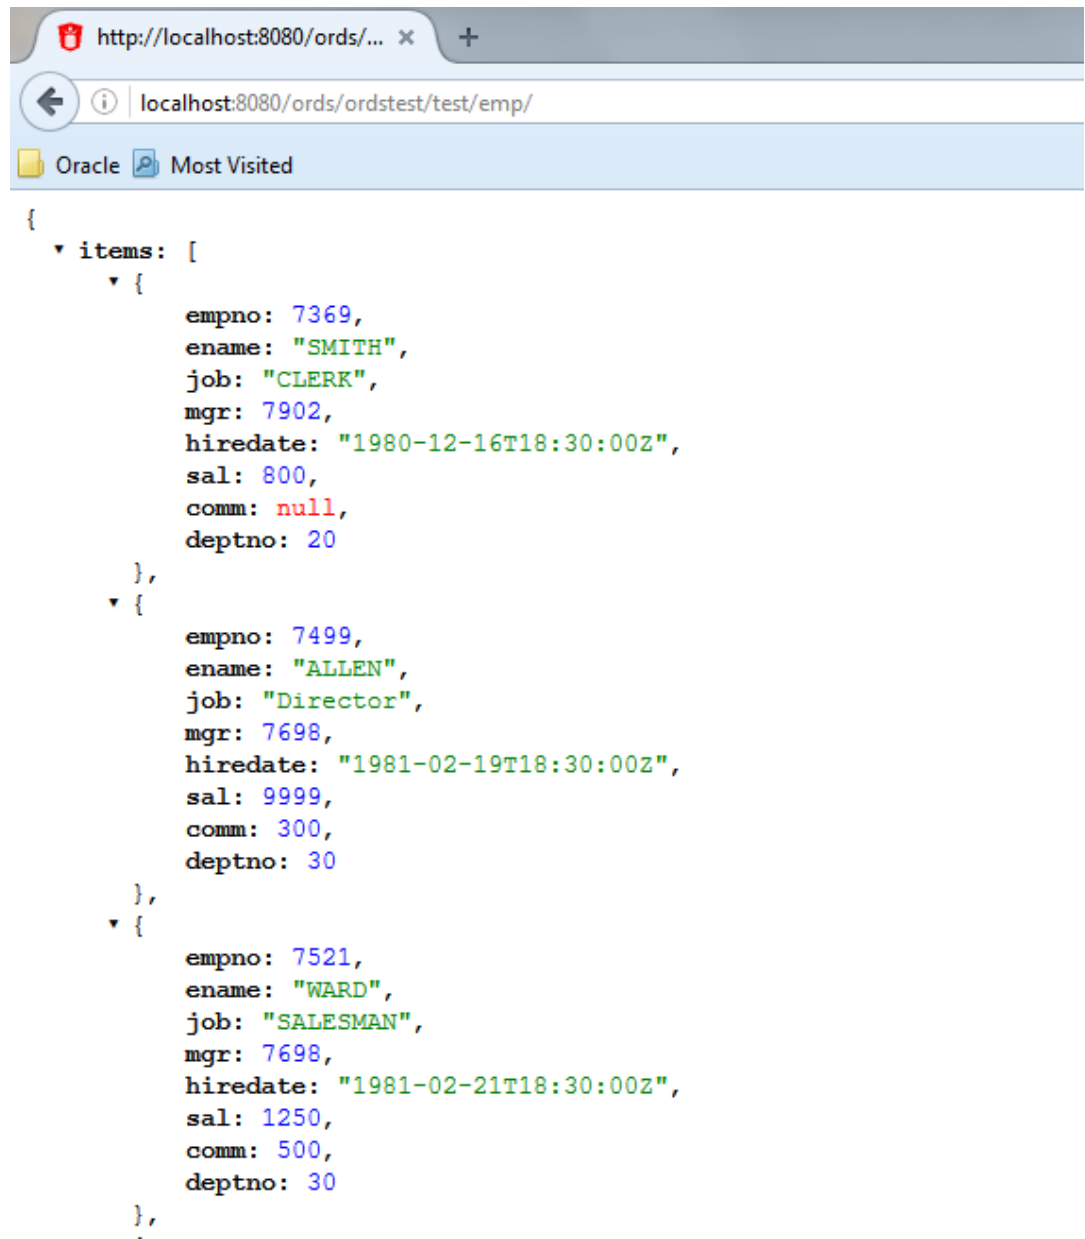 http://localhost:8080/ords/... × +
localhost:8080/ords/ordstest/test/emp/
Oracle Most Visited
{
items: [
{
empno: 7369,
ename: "SMITH",
job: "CLERK",
mgr: 7902,
hiredate: "1980-12-16T18:30:00Z",
sal: 800,
comm: null,
deptno: 20
},
{
empno: 7499,
ename: "ALLEN",
job: "Director",
mgr: 7698,
hiredate: "1981-02-19T18:30:00Z",
sal: 9999,
comm: 300,
deptno: 30
},
{
empno: 7521,
ename: "WARD",
job: "SALESMAN",
mgr: 7698,
hiredate: "1981-02-21T18:30:00Z",
sal: 1250,
comm: 500,
deptno: 30
},